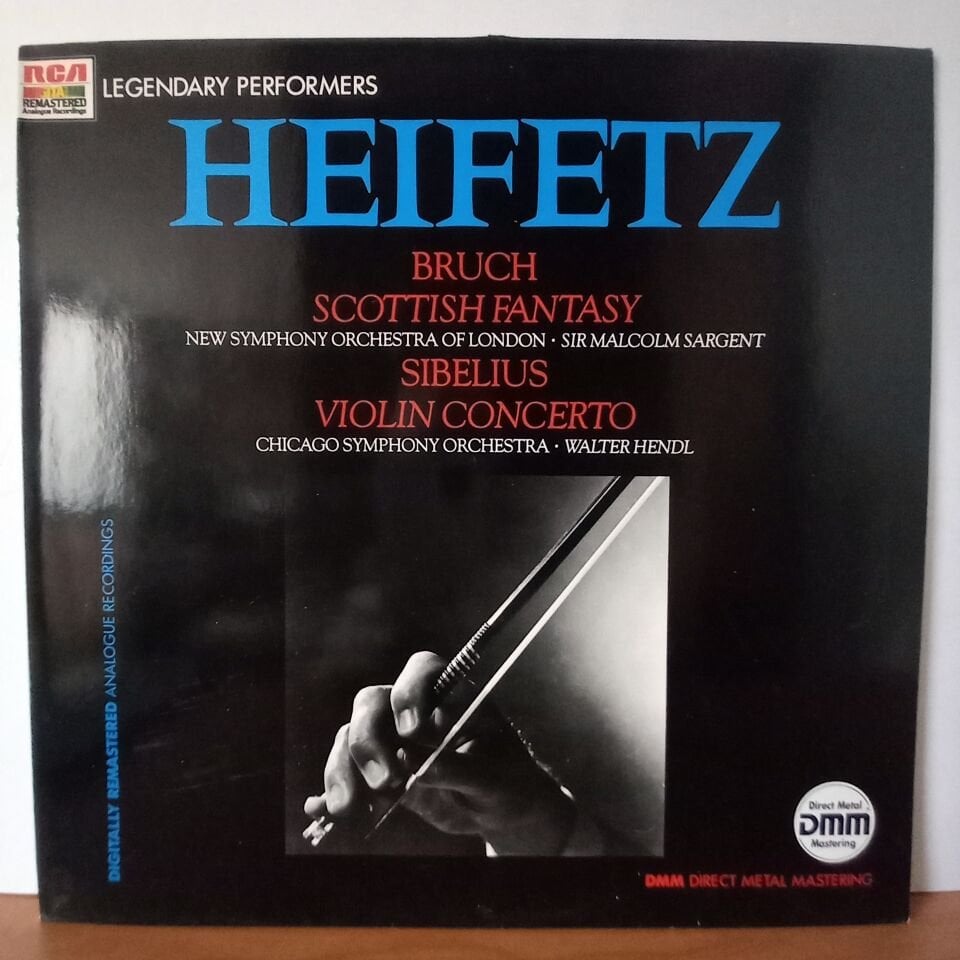 RCA
DIGITAL
REMASTERED
Analogue Recordings
LEGENDARY PERFORMERS
HEIFETZ
BRUCH
SCOTTISH FANTASY
NEW SYMPHONY ORCHESTRA OF LONDON · SIR MALCOLM SARGENT
SIBELIUS
VIOLIN CONCERTO
CHICAGO SYMPHONY ORCHESTRA · WALTER HENDL
DIGITALLY REMASTERED ANALOGUE RECORDINGS
Direct Metal
DMM
Mastering
DMM DIRECT METAL MASTERING